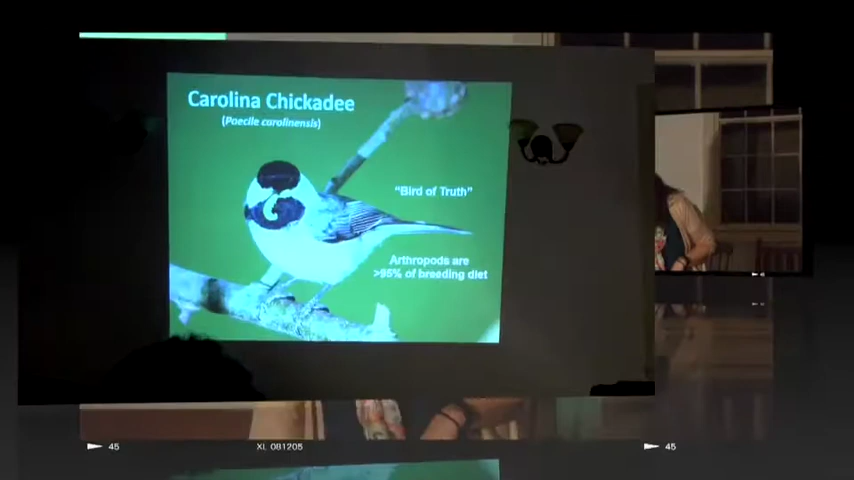 Carolina Chickadee
(Poecile carolinensis)
"Bird of Truth"
Arthropods are
>95% of breeding diet
45
XL 081205
45